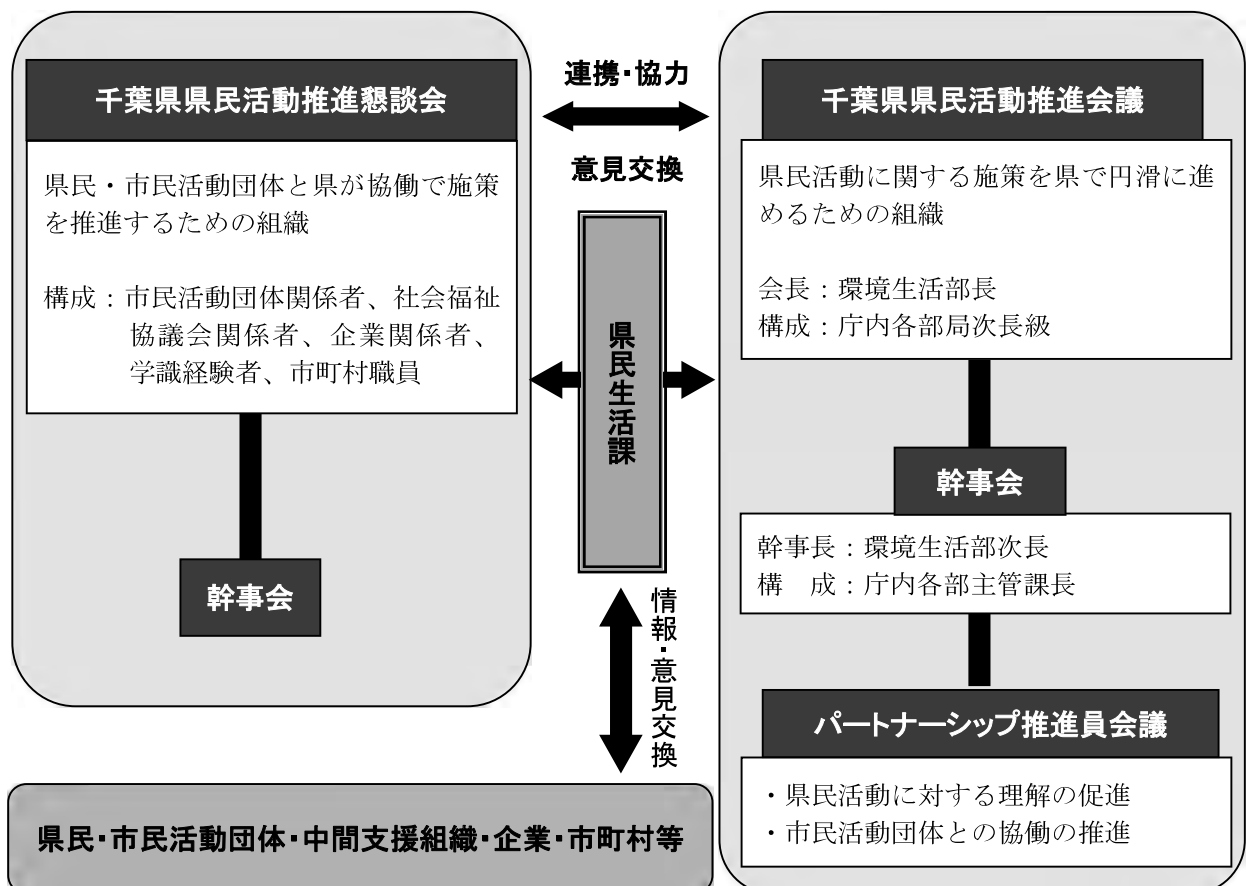 千葉県県民活動推進懇談会
県民・市民活動団体と県が協働で施策
を推進するための組織
構成：市民活動団体関係者、社会福祉
協議会関係者、企業関係者、
学識経験者、市町村職員
幹事会
連携・協力
意見交換
県民生活課
情報・意見交換
千葉県県民活動推進会議
県民活動に関する施策を県で円滑に進
めるための組織
会長：環境生活部長
構成：庁内各部局次長級
幹事会
幹事長：環境生活部次長
構　成：庁内各部主管課長
パートナーシップ推進員会議
・県民活動に対する理解の促進
・市民活動団体との協働の推進
県民・市民活動団体・中間支援組織・企業・市町村等